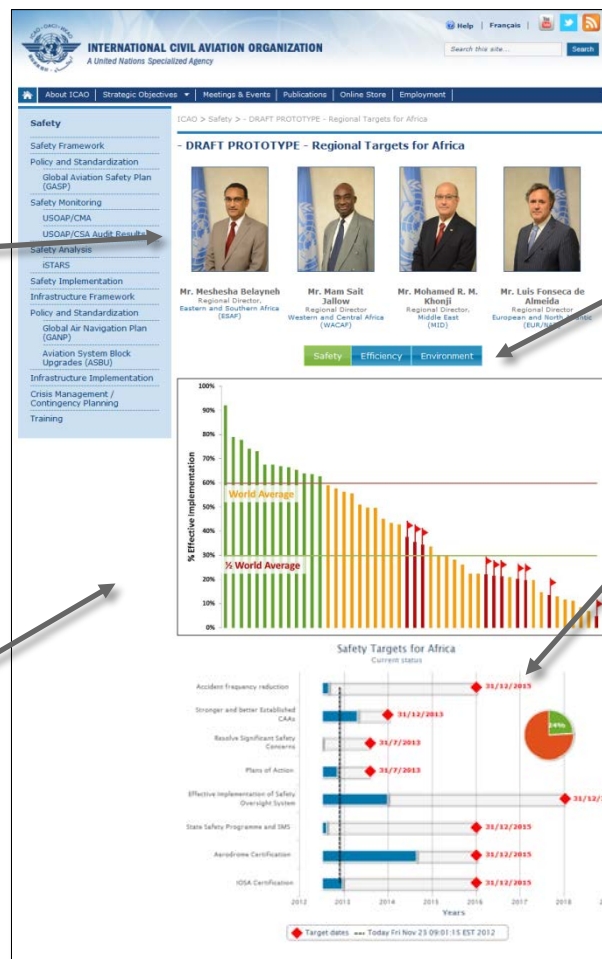 Help | Français |
INTERNATIONAL CIVIL AVIATION ORGANIZATION
A United Nations Specialized Agency
Search this site...
Search
About ICAO | Strategic Objectives | Meetings & Events | Publications | Online Store | Employment |
Safety
Safety Framework
Policy and Standardization
Global Aviation Safety Plan
(GASP)
Safety Monitoring
USOAP/CMA
USOAP/CSA Audit Results
Safety Analysis
iSTARS
Safety Implementation
Infrastructure Framework
Policy and Standardization
Global Air Navigation Plan
(GANP)
Aviation System Block
Upgrades (ASBU)
Infrastructure Implementation
Crisis Management /
Contingency Planning
Training
ICAO > Safety > - DRAFT PROTOTYPE - Regional Targets for Africa
- DRAFT PROTOTYPE - Regional Targets for Africa
Mr. Meshesha Belayneh
Regional Director,
Eastern and Southern Africa
(ESAF)
Mr. Mam Sait
Jallow
Regional Director
Western and Central Africa
(WACAF)
Mr. Mohamed R. M.
Khonji
Regional Director,
Middle East
(MID)
Mr. Luis Fonseca de
Almeida
Regional Director
European and North Atlantic
Safety
Efficiency
Environment
% Effective Implementation
100%
90%
80%
70%
60%
World Average
50%
40%
30%
½ World Average
20%
10%
0%
Safety Targets for Africa
Current status
Accident frequency reduction
31/12/2015
Stronger and better Established
CAAs
31/12/2013
Resolve Significant Safety
Concerns
31/7/2013
Plans of Action
31/7/2013
24%
Effective Implementation of Safety
Oversight System
State Safety Programme and SMS
31/12/2015
Aerodrome Certification
31/12/2015
IOSA Certification
31/12/2015
2012 2013 2014 2015 2016 2017 2018
Years
Target dates Today Fri Nov 23 09:01:15 EST 2012